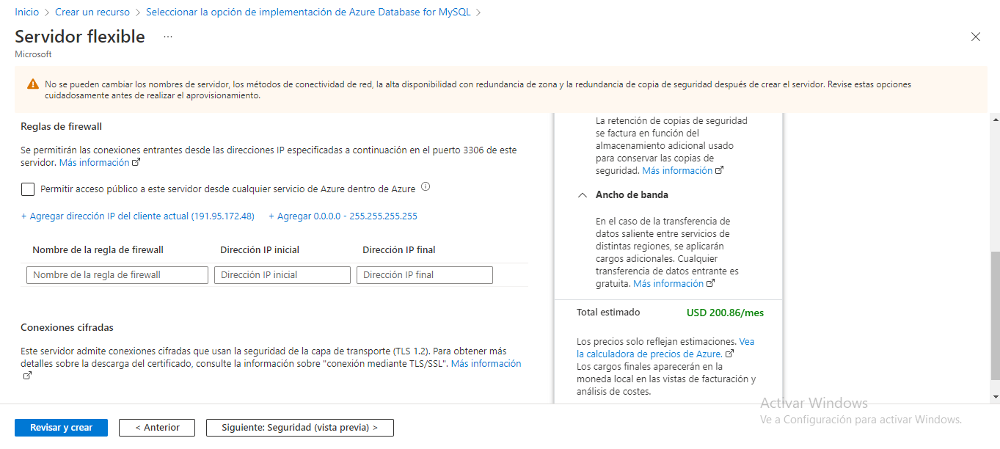 Inicio > Crear un recurso > Seleccionar la opción de implementación de Azure Database for MySQL >
Servidor flexible ...
Microsoft
No se pueden cambiar los nombres de servidor, los métodos de conectividad de red, la alta disponibilidad con redundancia de zona y la redundancia de copia de seguridad después de crear el servidor. Revise estas opciones
cuidadosamente antes de realizar el aprovisionamiento.
Reglas de firewall
Se permitirán las conexiones entrantes desde las direcciones IP especificadas a continuación en el puerto 3306 de este
servidor. Más información
Permitir acceso público a este servidor desde cualquier servicio de Azure dentro de Azure
+ Agregar dirección IP del cliente actual (191.95.172.48) + Agregar 0.0.0.0 - 255.255.255.255
Nombre de la regla de firewall Dirección IP inicial Dirección IP final
Nombre de la regla de firewall Dirección IP inicial Dirección IP final
Conexiones cifradas
Este servidor admite conexiones cifradas que usan la seguridad de la capa de transporte (TLS 1.2). Para obtener más
detalles sobre la descarga del certificado, consulte la información sobre "conexión mediante TLS/SSL". Más información
La retención de copias de seguridad
se factura en función del
almacenamiento adicional usado
para conservar las copias de
seguridad. Más información
Ancho de banda
En el caso de la transferencia de
datos saliente entre servicios de
distintas regiones, se aplicarán
cargos adicionales. Cualquier
transferencia de datos entrante es
gratuita. Más información
Total estimado USD 200.86/mes
Los precios solo reflejan estimaciones. Vea
la calculadora de precios de Azure.
Los cargos finales aparecerán en la
moneda local en las vistas de facturación y
análisis de costes.
Activar Windows
Ve a Configuración para activar Windows.
Revisar y crear < Anterior Siguiente: Seguridad (vista previa) >